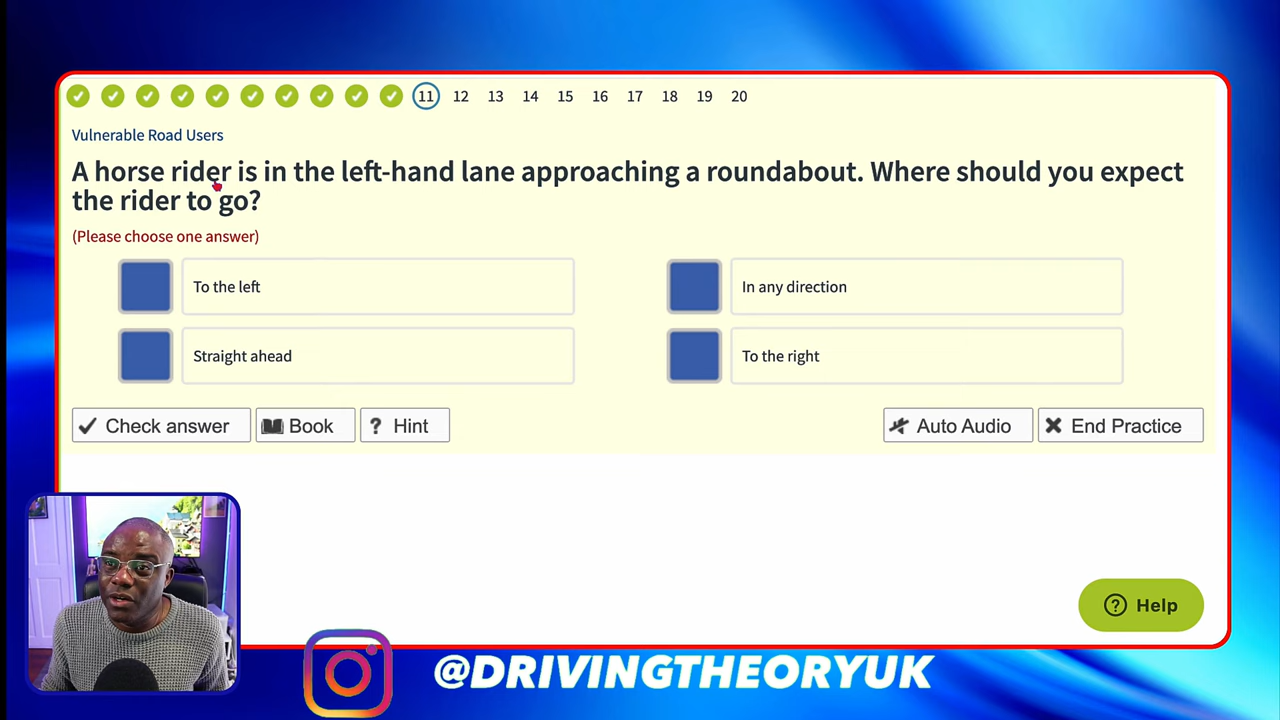 11 12 13 14 15 16 17 18 19 20
Vulnerable Road Users
A horse rider is in the left-hand lane approaching a roundabout. Where should you expect
the rider to go?
(Please choose one answer)
To the left
In any direction
Straight ahead
To the right
Check answer
Book
? Hint
Auto Audio
End Practice
? Help
@DRIVINGTHEORYUK